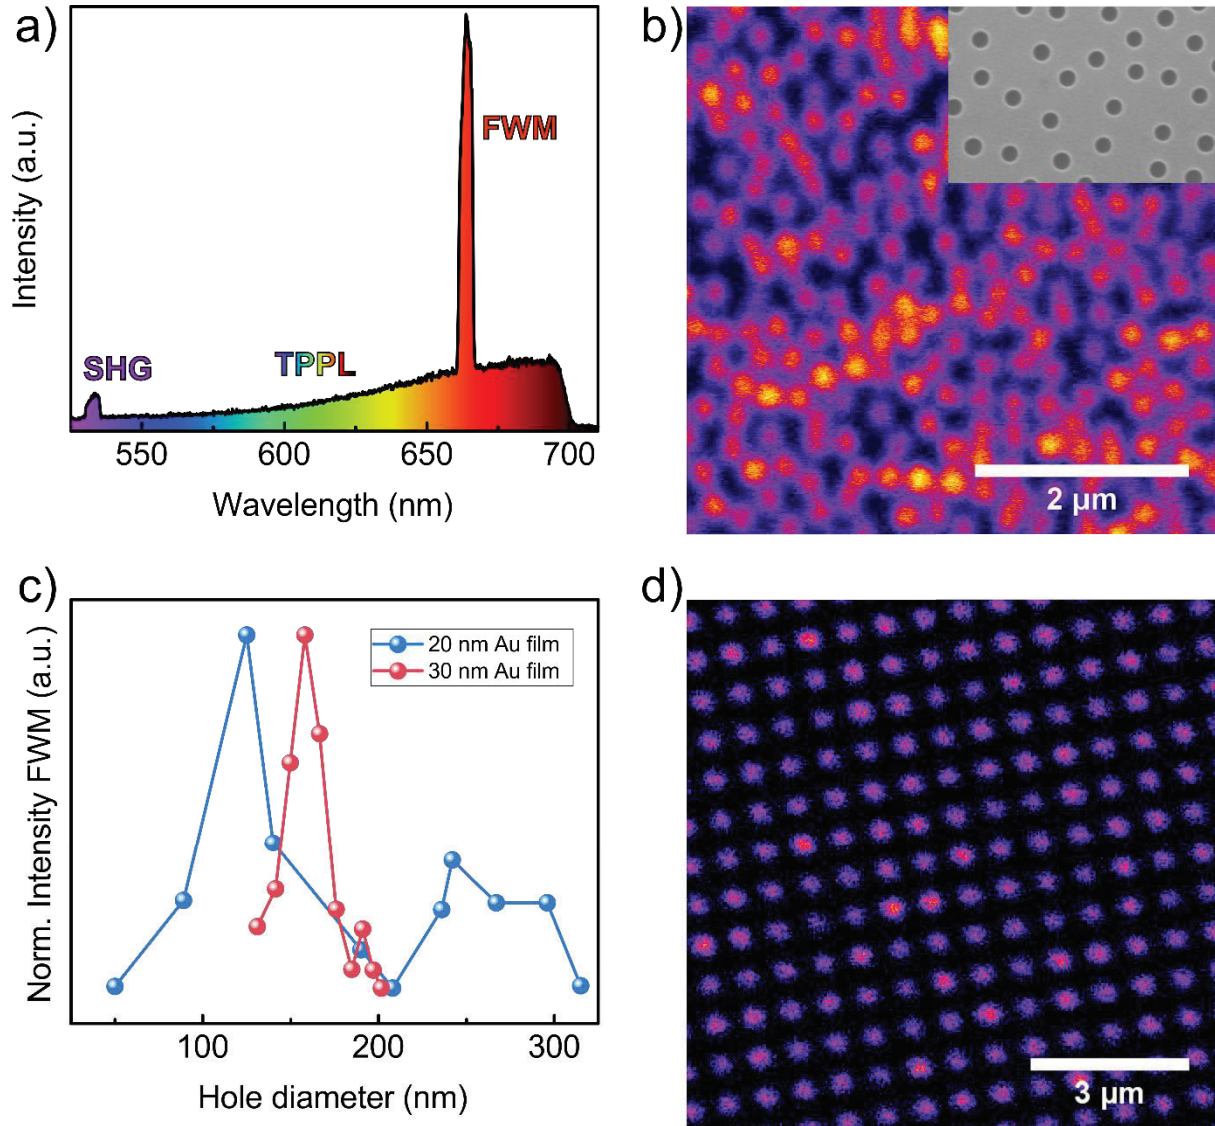 a)
Intensity (a.u.)
FWM
SHG
TPPL
550 600 650 700
Wavelength (nm)
b)
2 µm
c)
Norm. Intensity FWM (a.u.)
20 nm Au film
30 nm Au film
100 200 300
Hole diameter (nm)
d)
3 µm